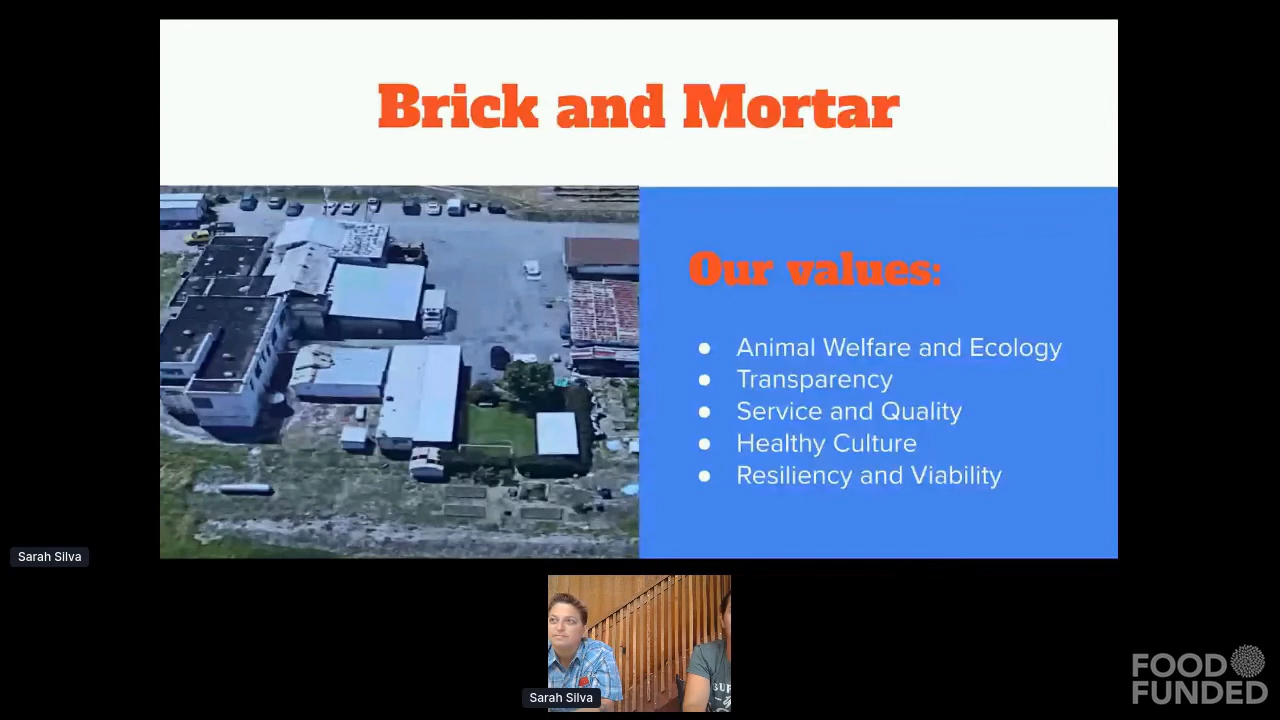 Brick and Mortar
Our values:
● Animal Welfare and Ecology
● Transparency
● Service and Quality
● Healthy Culture
● Resiliency and Viability
Sarah Silva
Sarah Silva
FOOD
FUNDED